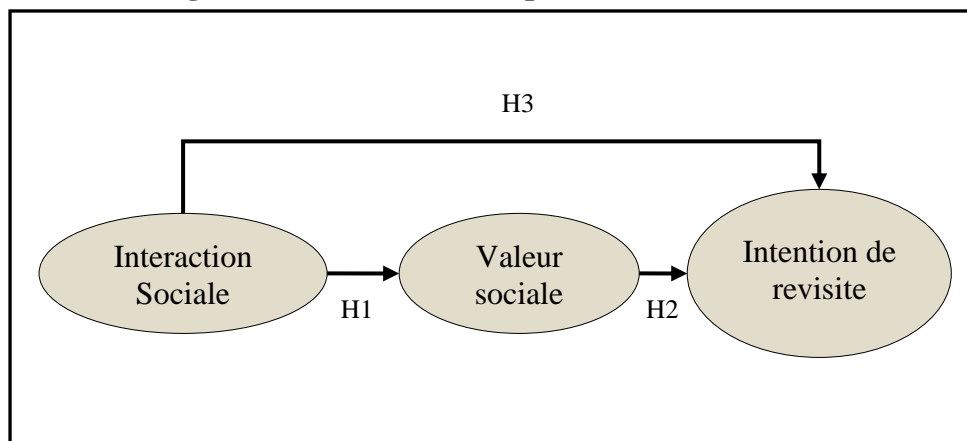 H3
Interaction
Sociale
H1
Valeur
sociale
H2
Intention de
revisite